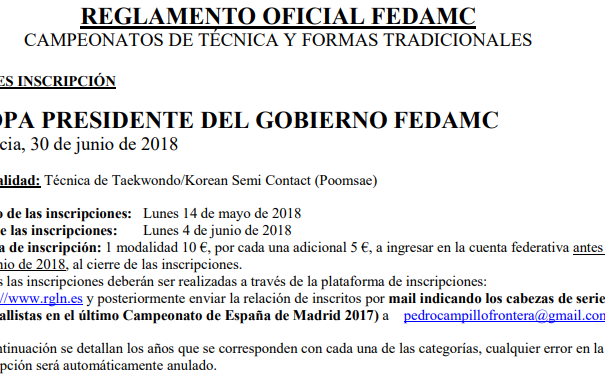 REGLAMENTO OFICIAL FEDAMC
CAMPEONATOS DE TÉCNICA Y FORMAS TRADICIONALES
ES INSCRIPCIÓN
OPA PRESIDENTE DEL GOBIERNO FEDAMC
cia, 30 de junio de 2018
alidad: Técnica de Taekwondo/Korean Semi Contact (Poomsae)
o de las inscripciones: Lunes 14 de mayo de 2018
de las inscripciones: Lunes 4 de junio de 2018
a de inscripción: 1 modalidad 10 €, por cada una adicional 5 €, a ingresar en la cuenta federativa antes
nio de 2018, al cierre de las inscripciones.
s las inscripciones deberán ser realizadas a través de la plataforma de inscripciones:
//www.rgln.es y posteriormente enviar la relación de inscritos por mail indicando los cabezas de serie
allistas en el último Campeonato de España de Madrid 2017) a pedrocampillofrontera@gmail.com
ntinuación se detallan los años que se corresponden con cada una de las categorías, cualquier error en la
pción será automáticamente anulado.